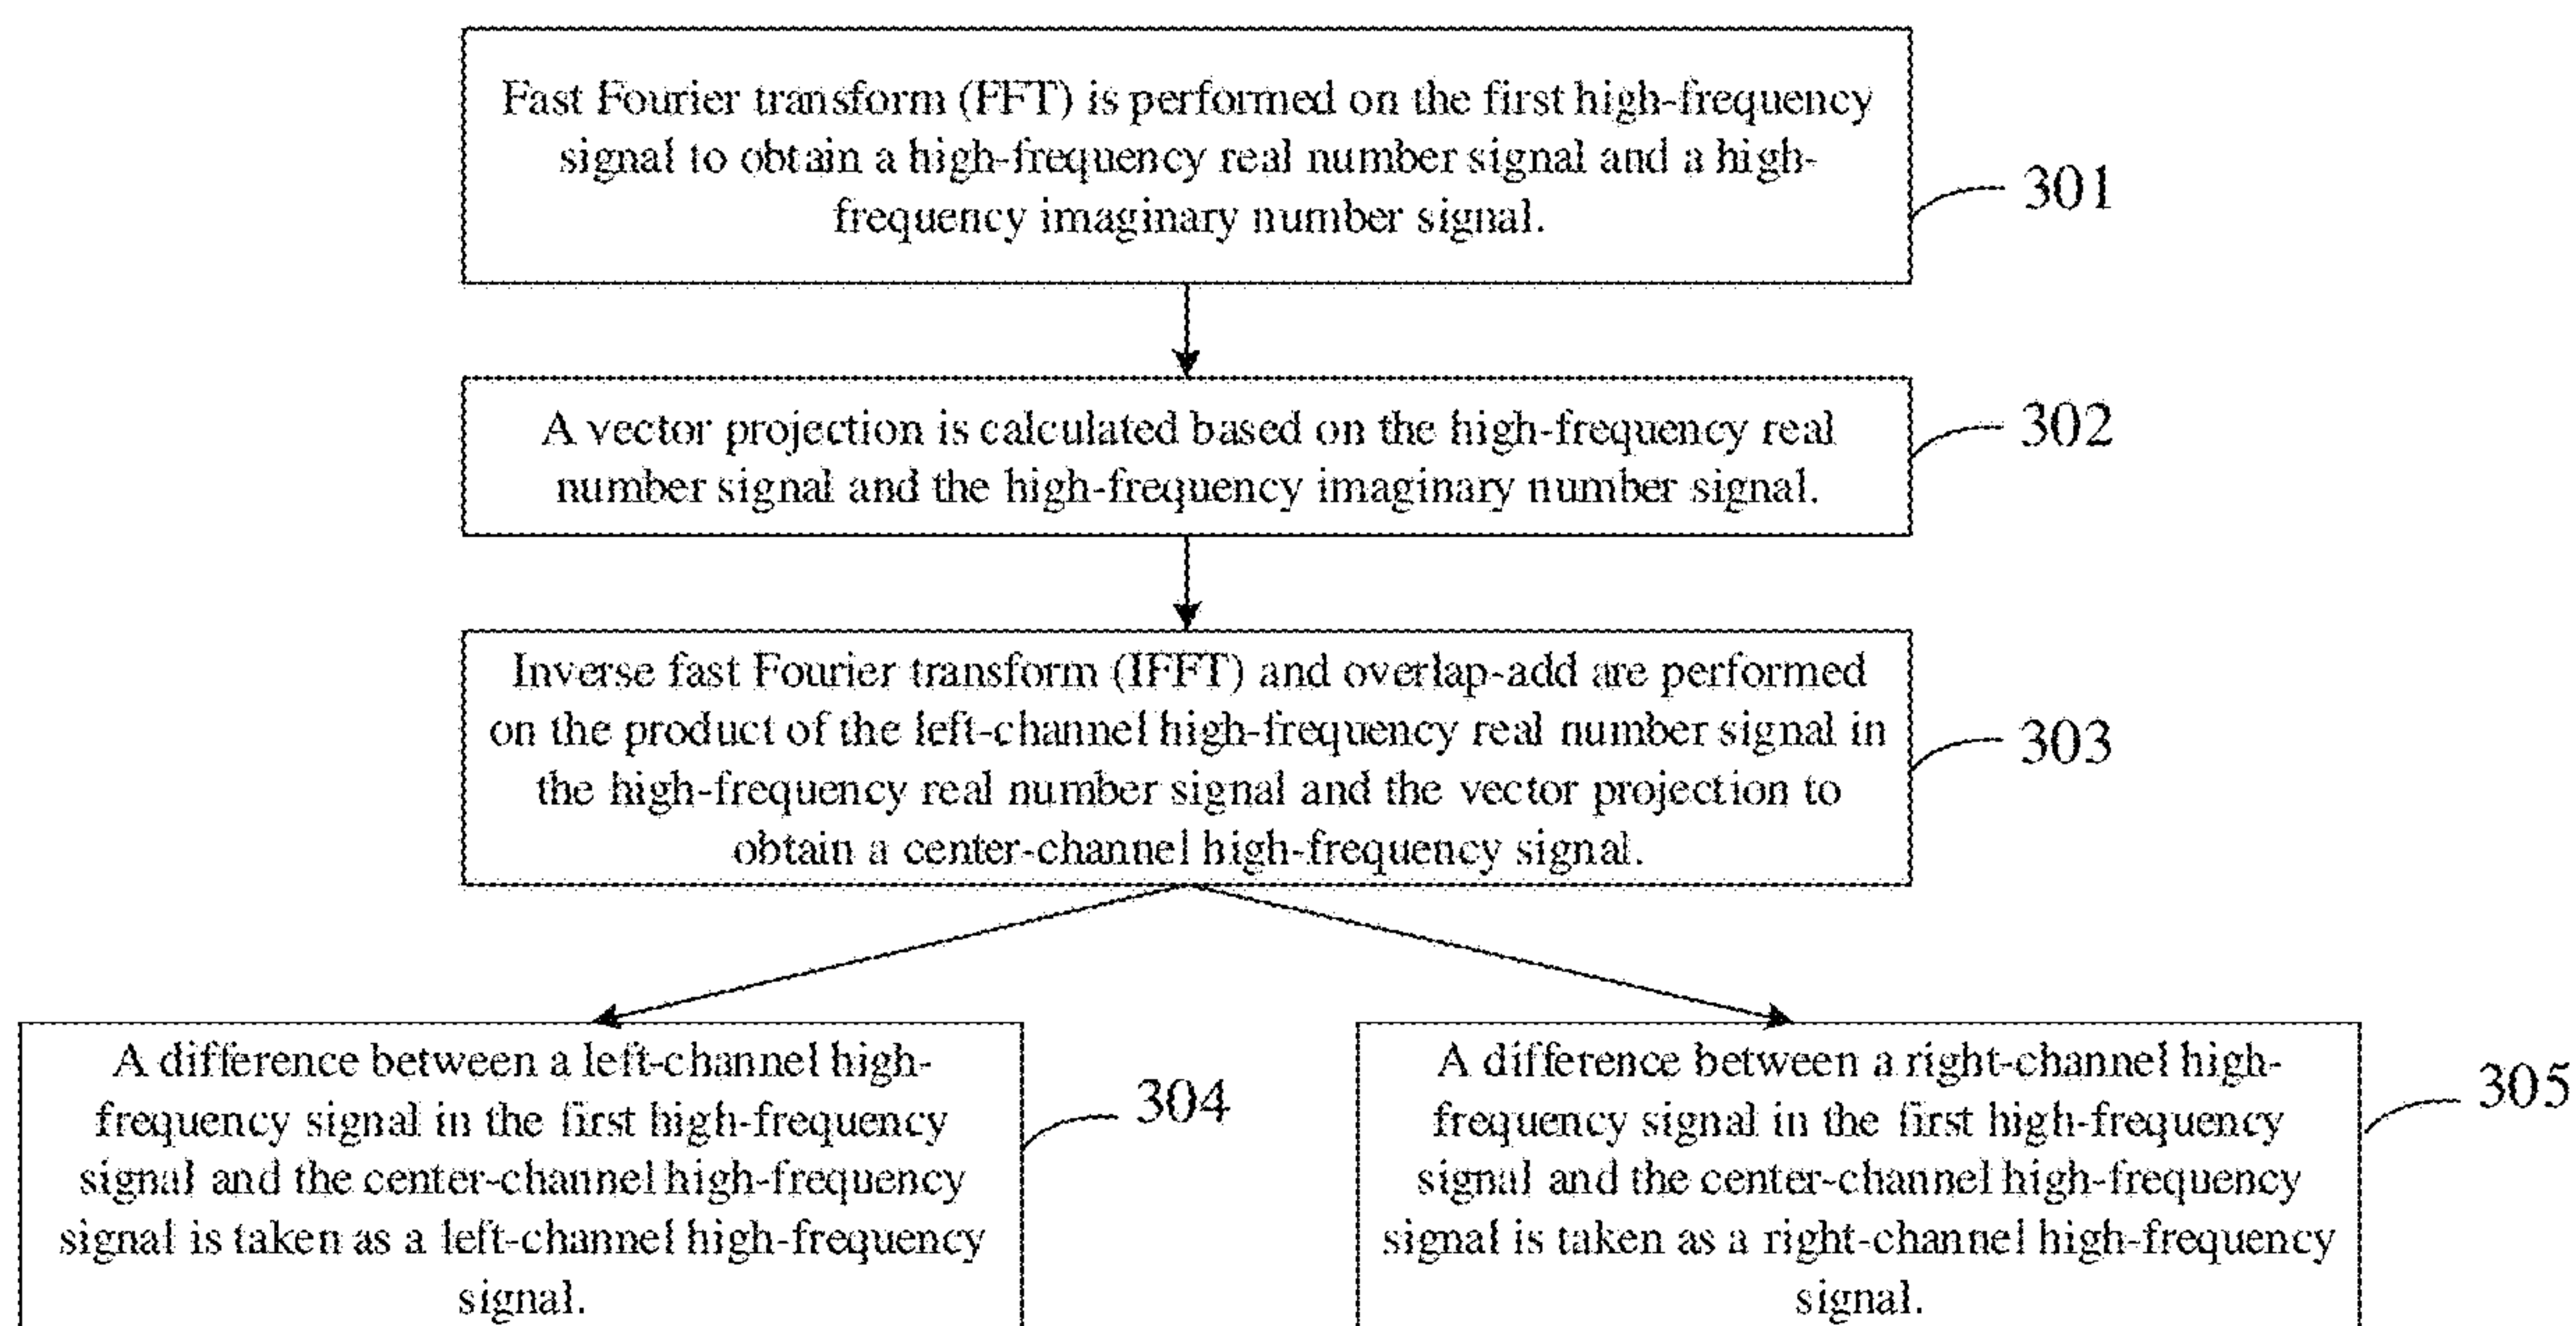 Fast Fourier transform (FFT) is performed on the first high-frequency
signal to obtain a high-frequency real number signal and a high-
frequency imaginary number signal.
301
A vector projection is calculated based on the high-frequency real
number signal and the high-frequency imaginary number signal.
302
Inverse fast Fourier transform (IFFT) and overlap-add are performed
on the product of the left-channel high-frequency real number signal in
the high-frequency real number signal and the vector projection to
obtain a center-channel high-frequency signal.
303
A difference between a left-channel high-
frequency signal in the first high-frequency
signal and the center-channel high-frequency
signal is taken as a left-channel high-frequency
signal.
304
A difference between a right-channel high-
frequency signal in the first high-frequency
signal and the center-channel high-frequency
signal is taken as a right-channel high-frequency
signal.
305